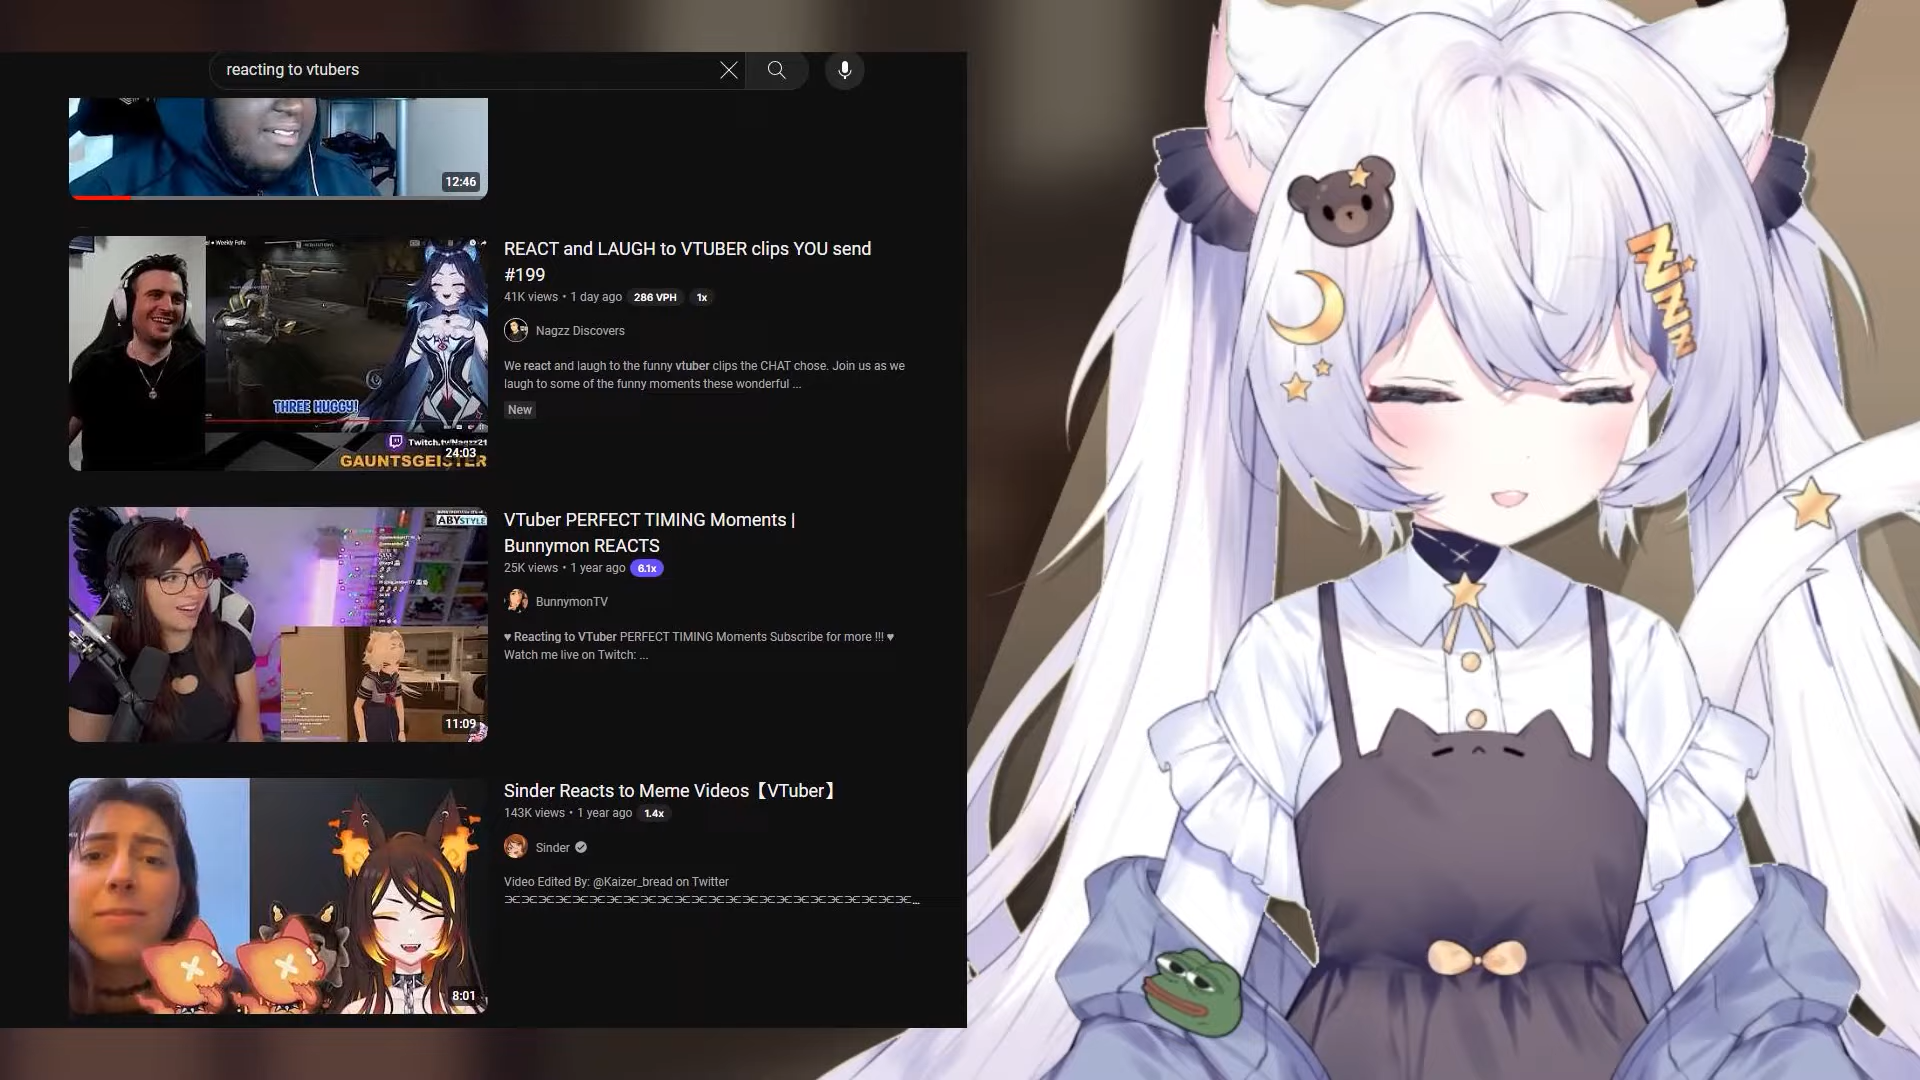 reacting to vtubers
12:46
REACT and LAUGH to VTUBER clips YOU send
#199
41K views • 1 day ago 286 VPH 1x
Nagzz Discovers
We react and laugh to the funny vtuber clips the CHAT chose. Join us as we
laugh to some of the funny moments these wonderful ...
New
THREE HUGGY!
Twitch.tv/Nagzz21
24:03
GAUNTSGEISTER
ABYSTYLE
VTuber PERFECT TIMING Moments |
Bunnymon REACTS
25K views • 1 year ago 6.1x
BunnymonTV
♥ Reacting to VTuber PERFECT TIMING Moments Subscribe for more !!! ♥
Watch me live on Twitch: ...
11:09
Sinder Reacts to Meme Videos【VTuber】
143K views • 1 year ago 1.4x
Sinder
Video Edited By: @Kaizer_bread on Twitter
8:01
Zzzz